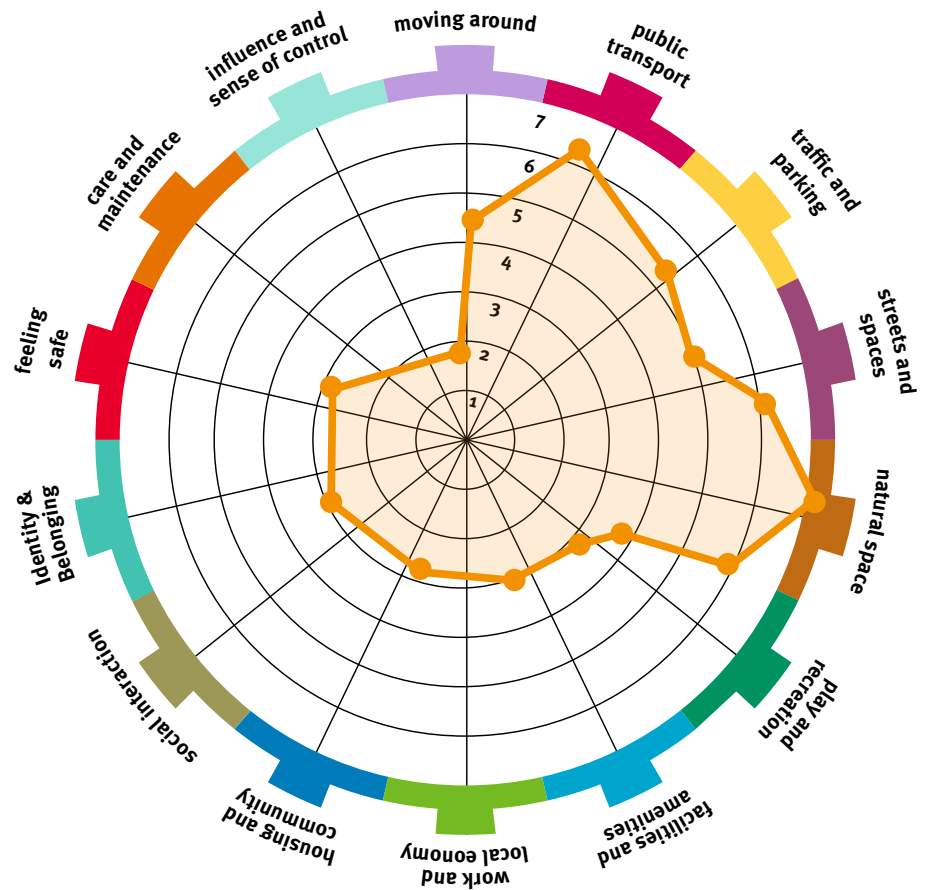 moving around
public
transport
traffic and
parking
streets and
spaces
natural space
play and
recreation
facilities and
amenities
work and
local eonomy
housing and
community
social interaction
Identity &
Belonging
feeling
safe
care and
maintenance
influence and
sense of control
7
6
5
4
3
2
1